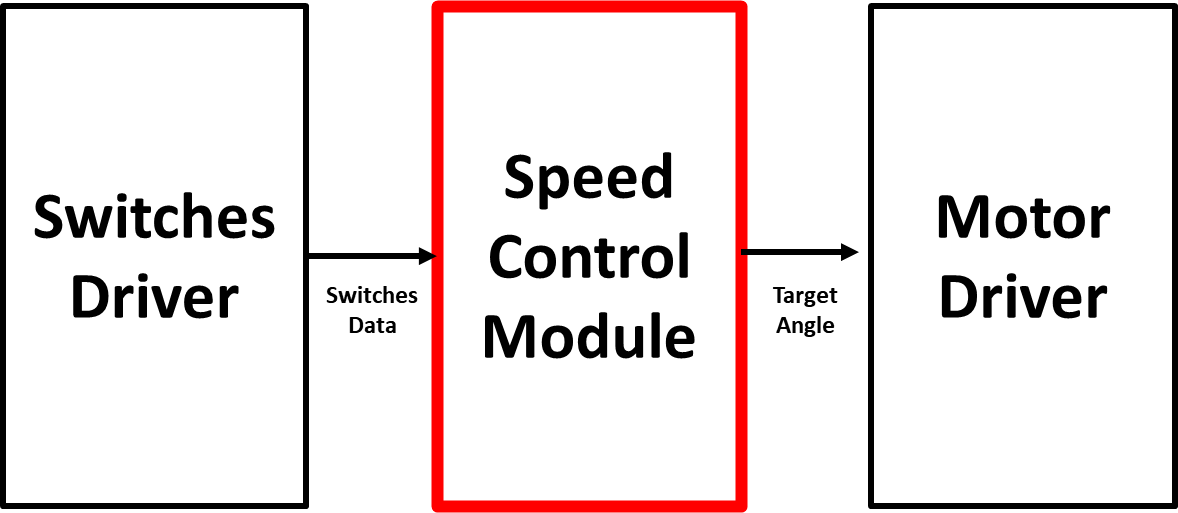 Switches
Driver
Switches
Data
Speed
Control
Module
Target
Angle
Motor
Driver